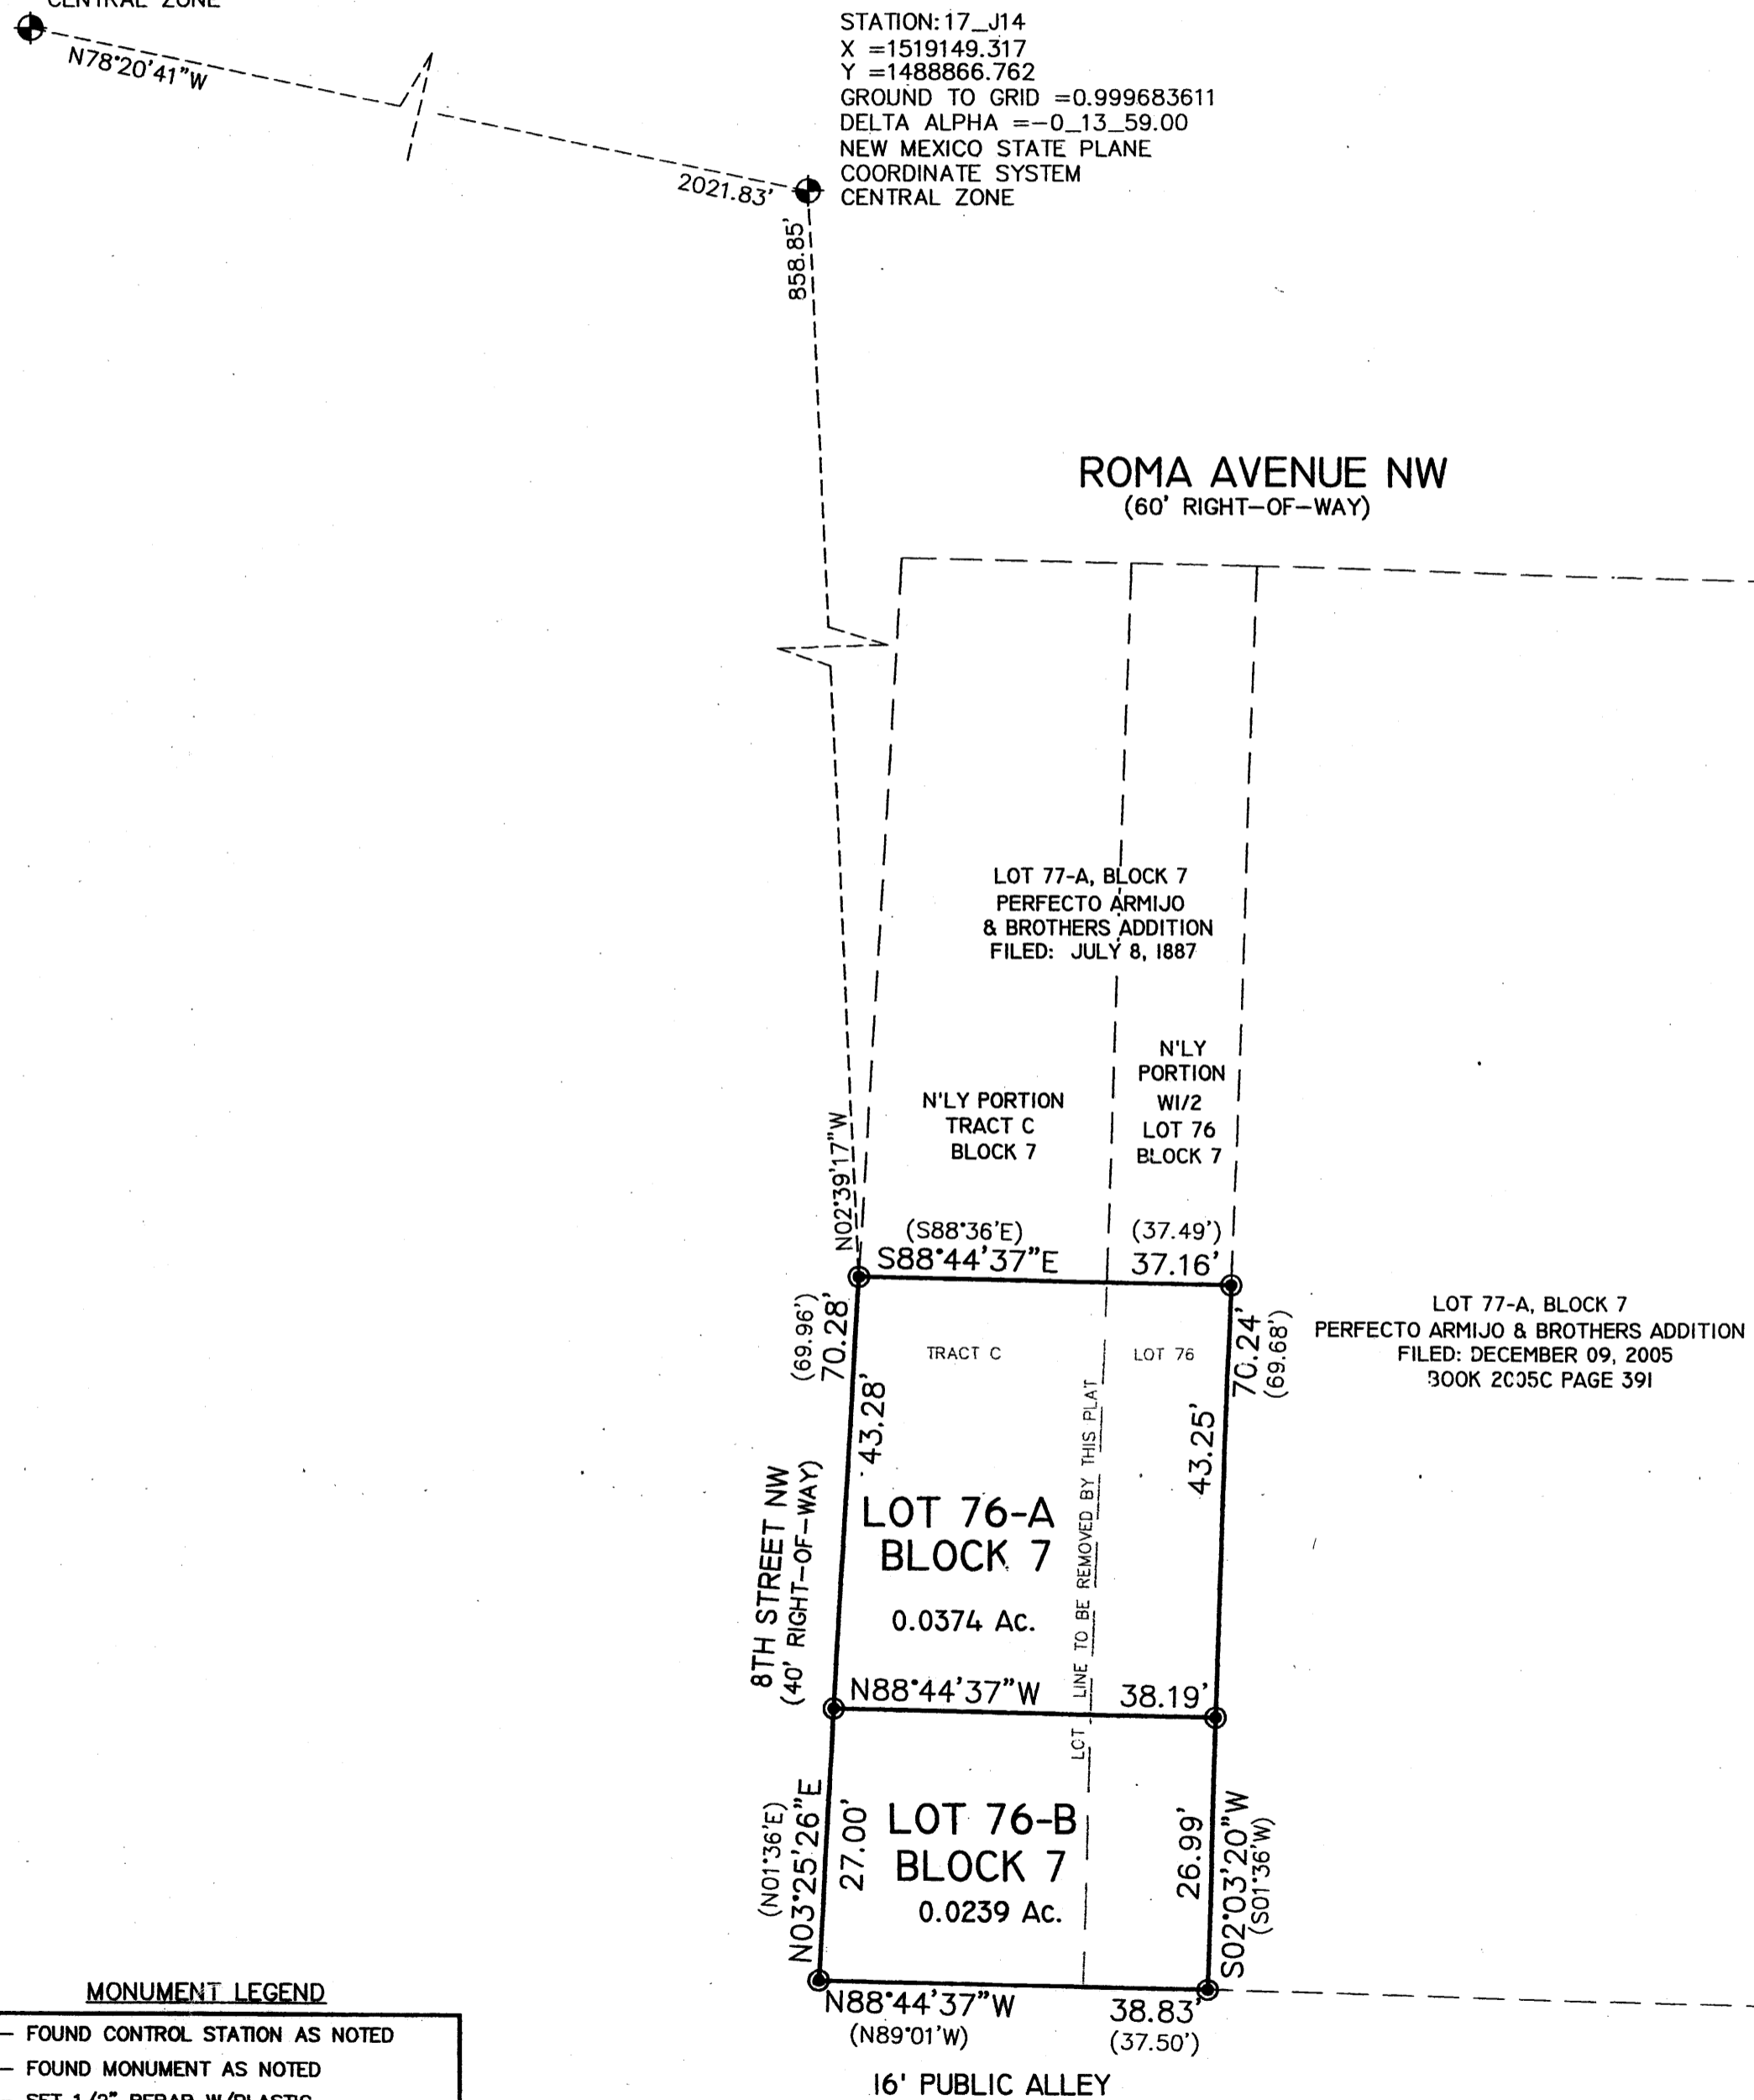 CENTRAL ZONE
N78°20'41"W
2021.83'
STATION: 17_J14
X =1519149.317
Y =1488866.762
GROUND TO GRID =0.999683611
DELTA ALPHA =-0_13_59.00
NEW MEXICO STATE PLANE
COORDINATE SYSTEM
CENTRAL ZONE
858.85'
ROMA AVENUE NW
(60' RIGHT-OF-WAY)
LOT 77-A, BLOCK 7
PERFECTO ARMIJO
& BROTHERS ADDITION
FILED: JULY 8, 1887
N'LY PORTION
TRACT C
BLOCK 7
N'LY
PORTION
W1/2
LOT 76
BLOCK 7
N02°39'17"W
(S88°36'E) (37.49')
S88°44'37"E 37.16'
(69.96')
70.28'
43.28'
TRACT C
LOT 76
70.24'
(69.68')
43.25'
LOT 77-A, BLOCK 7
PERFECTO ARMIJO & BROTHERS ADDITION
FILED: DECEMBER 09, 2005
BOOK 2005C PAGE 391
8TH STREET NW
(40' RIGHT-OF-WAY)
LOT 76-A
BLOCK 7
0.0374 Ac.
LOT LINE TO BE REMOVED BY THIS PLAT
N88°44'37"W 38.19'
(N01°36'E)
N03°25'26"E
27.00'
LOT 76-B
BLOCK 7
0.0239 Ac.
26.99'
S02°03'20"W
(S01°36'W)
N88°44'37"W 38.83'
(N89°01'W) (37.50')
16' PUBLIC ALLEY
MONUMENT LEGEND
- FOUND CONTROL STATION AS NOTED
- FOUND MONUMENT AS NOTED
SET 1/2" REBAR W/PLASTIC